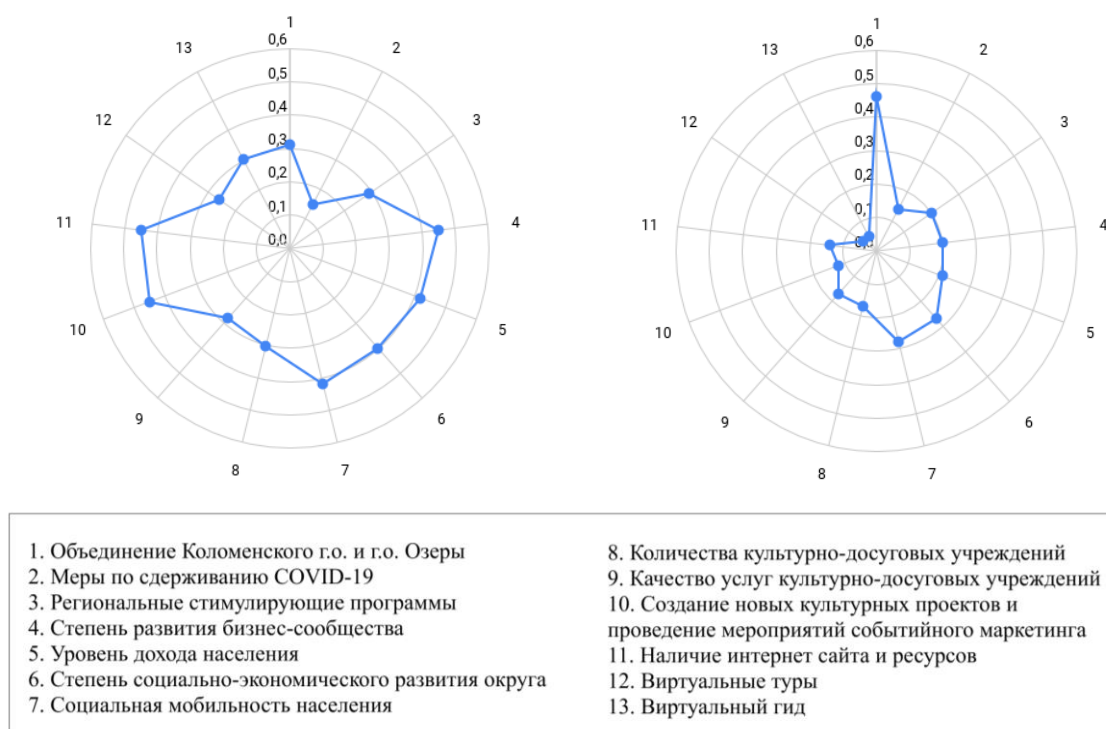 1
0,6
13
2
0,5
0,4
12
3
0,3
0,2
0,1
11
4
0,0
10
5
9
6
8
7
1
0,6
13
2
0,5
0,4
12
3
0,3
0,2
0,1
11
4
10
5
9
6
8
7
1. Объединение Коломенского г.о. и г.о. Озеры
2. Меры по сдерживанию COVID-19
3. Региональные стимулирующие программы
4. Степень развития бизнес-сообщества
5. Уровень дохода населения
6. Степень социально-экономического развития округа
7. Социальная мобильность населения
8. Количества культурно-досуговых учреждений
9. Качество услуг культурно-досуговых учреждений
10. Создание новых культурных проектов и
проведение мероприятий событийного маркетинга
11. Наличие интернет сайта и ресурсов
12. Виртуальные туры
13. Виртуальный гид